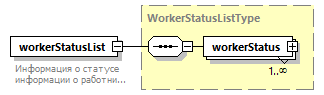 WorkerStatusListType
workerStatusList
workerStatus
1..∞
Информация о статусе
информации о работни...